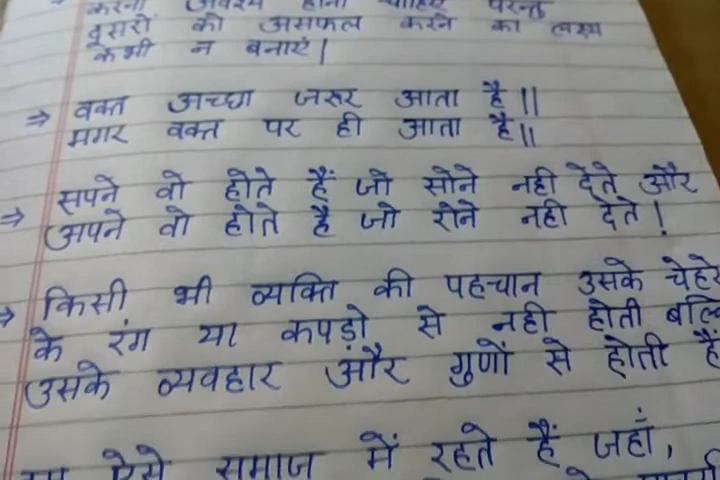 करना अवश्य होना चाहिए परन्तु
दूसरों को असफल करने का लक्ष्य
कभी न बनाएं।
⇒ वक्त अच्छा जरुर आता है॥
मगर वक्त पर ही आता है॥
⇒ सपने वो होते हैं जो सोने नही देते और
अपने वो होते है जो रोने नही देते!
⇒ किसी भी व्यक्ति की पहचान उसके चेहरे
के रंग या कपड़ो से नही होती बल्कि
उसके व्यवहार और गुणों से होती है
ऐसे समाज में रहते हैं जहाँ,